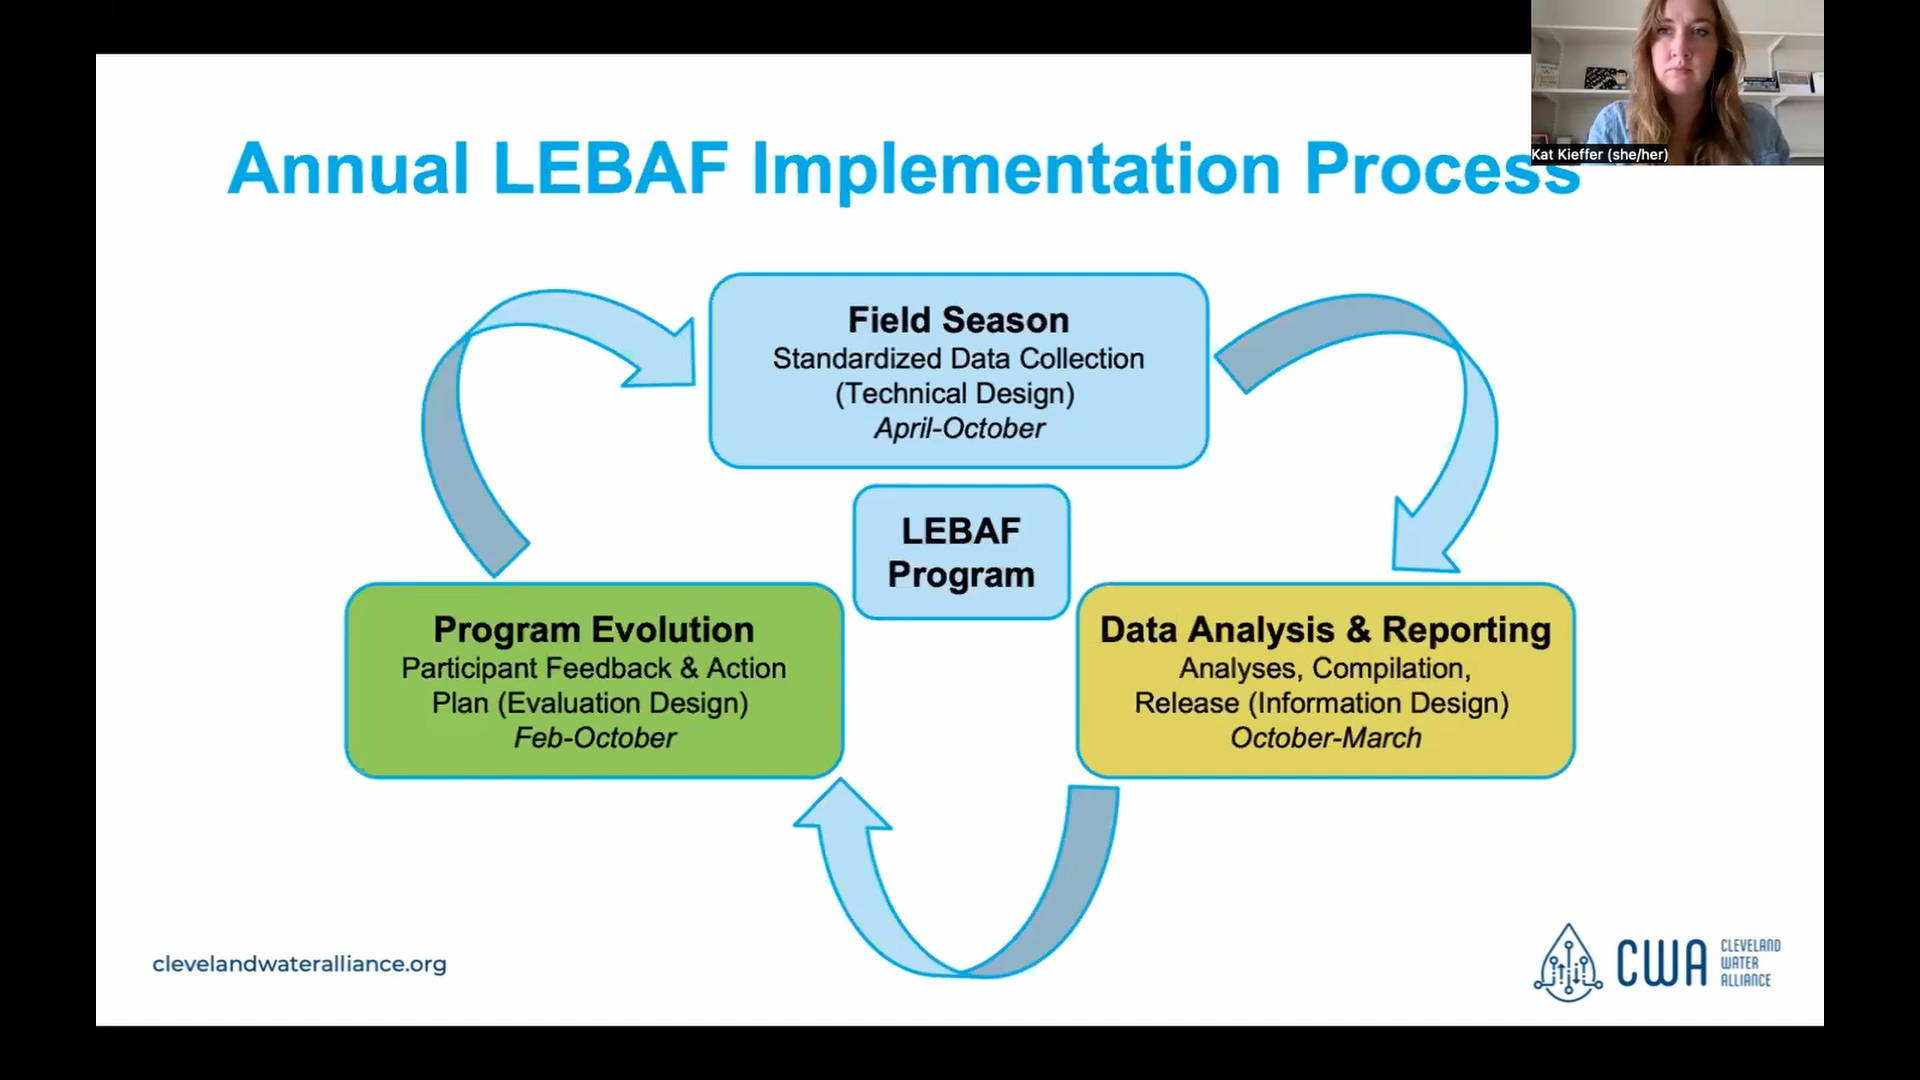 Kat Kieffer (she/her)
Annual LEBAF Implementation Process
Field Season
Standardized Data Collection
(Technical Design)
April-October
LEBAF
Program
Program Evolution
Participant Feedback & Action
Plan (Evaluation Design)
Feb-October
Data Analysis & Reporting
Analyses, Compilation,
Release (Information Design)
October-March
clevelandwateralliance.org
CWA
CLEVELAND
WATER
ALLIANCE